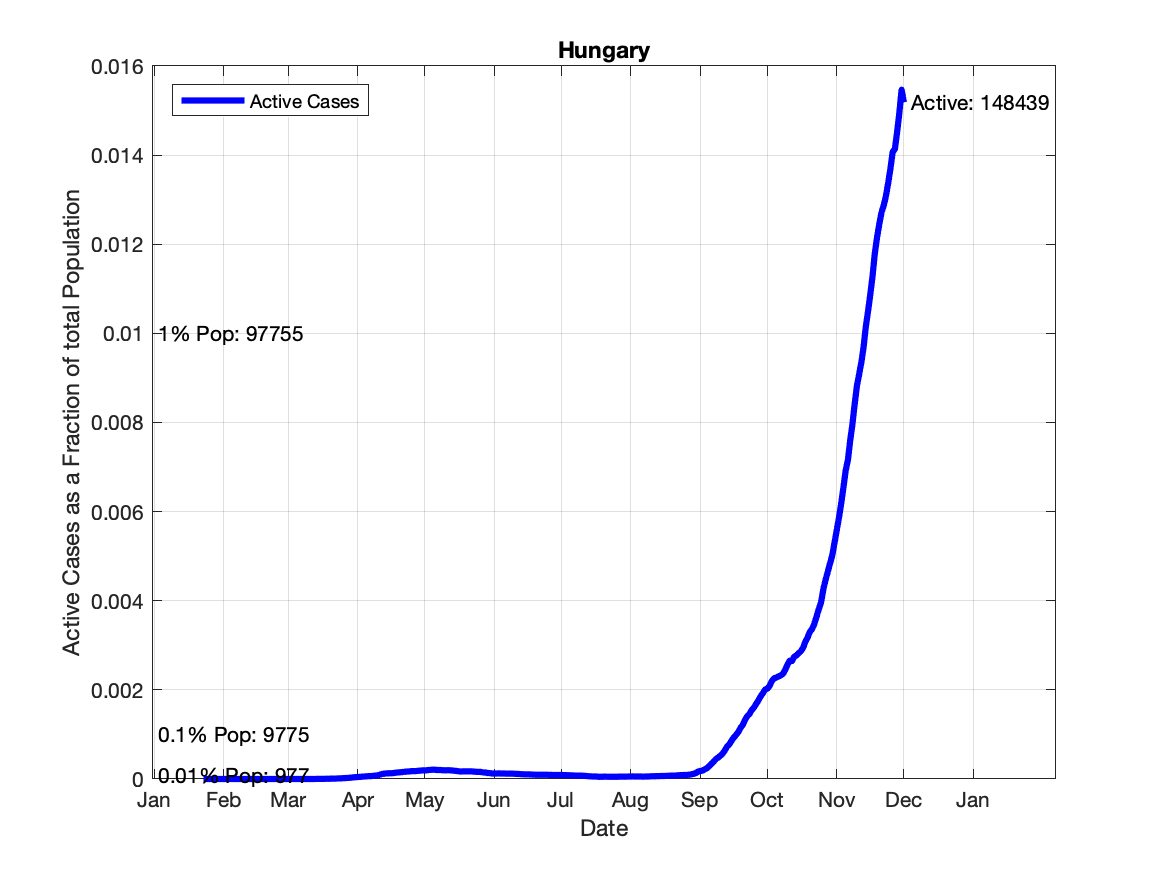 Hungary
0.016
Active Cases
Active: 148439
0.014
0.012
0.01
1% Pop: 97755
0.008
0.006
0.004
0.002
0.1% Pop: 9775
0.01% Pop: 977
0
Jan Feb Mar Apr May Jun Jul Aug Sep Oct Nov Dec Jan
Date
Active Cases as a Fraction of total Population